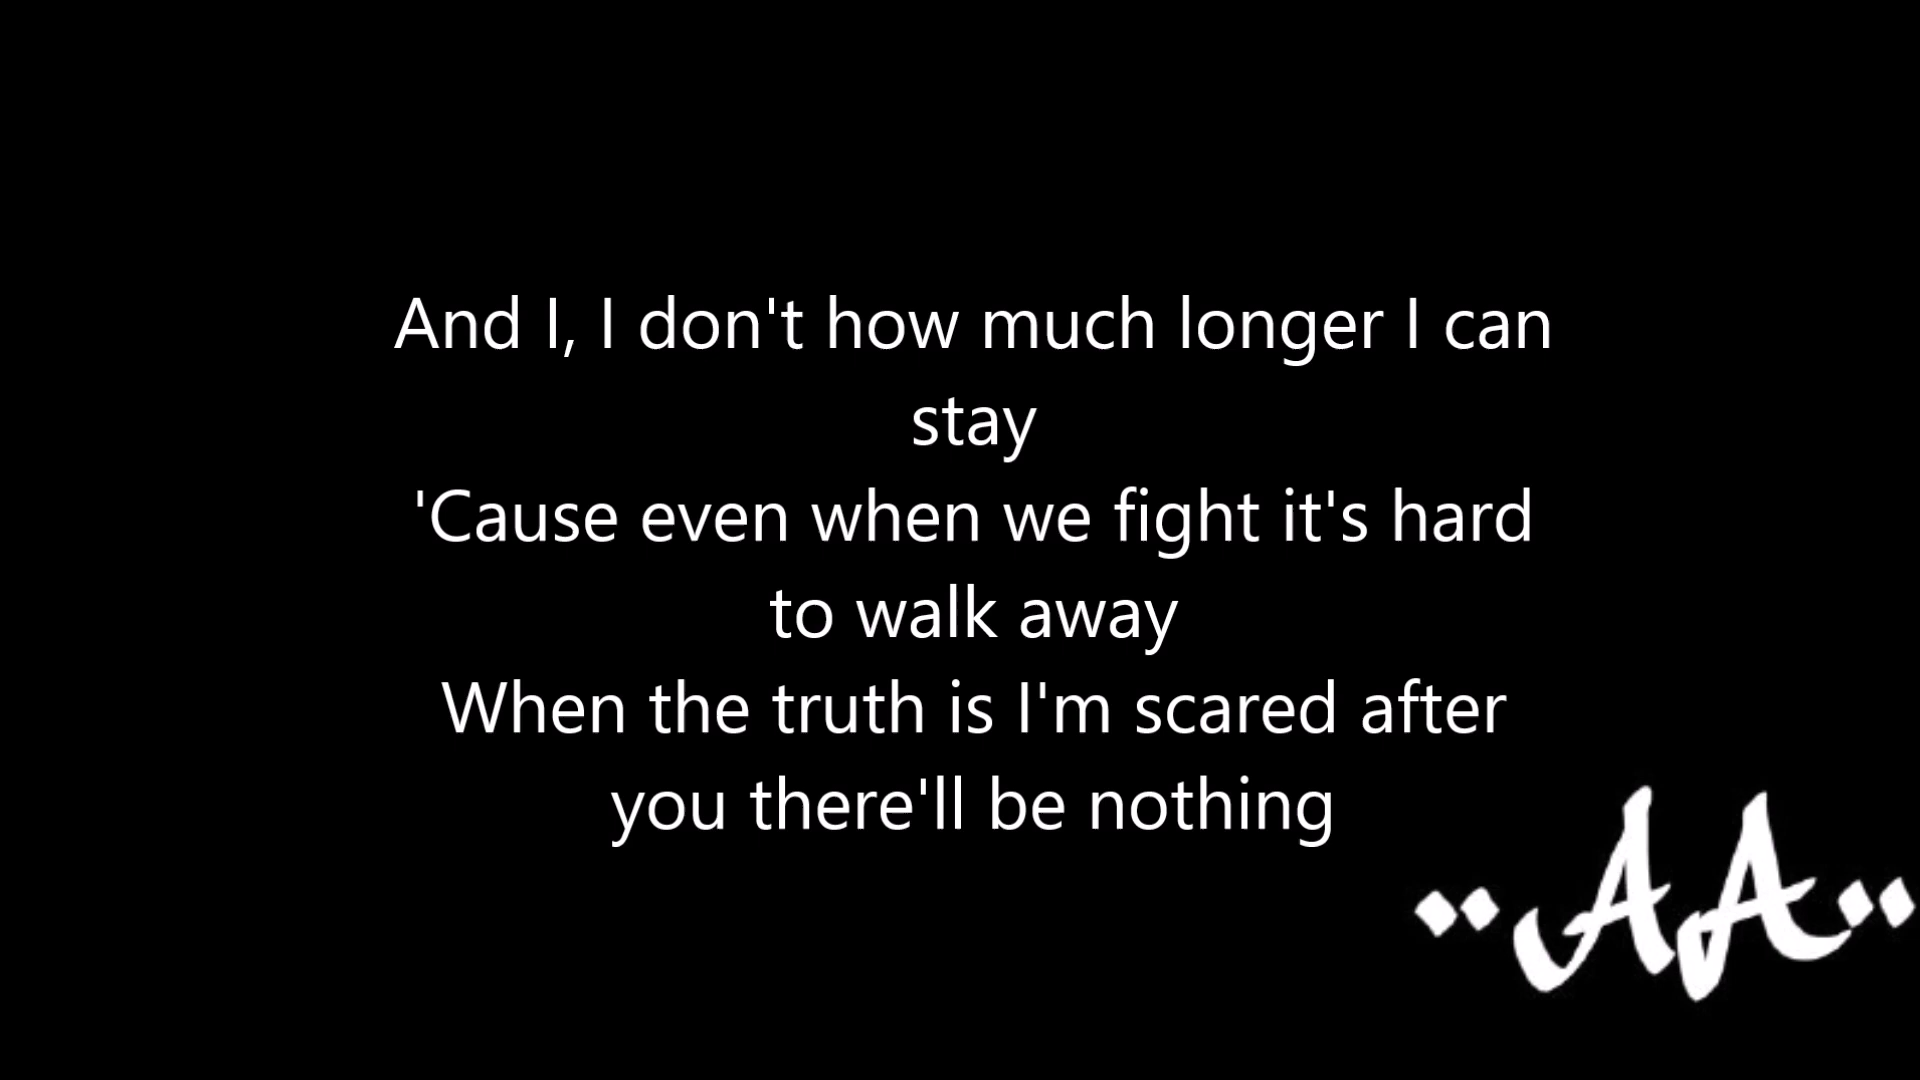 And I, I don't how much longer I can
stay
'Cause even when we fight it's hard
to walk away
When the truth is I'm scared after
you there'll be nothing
AA